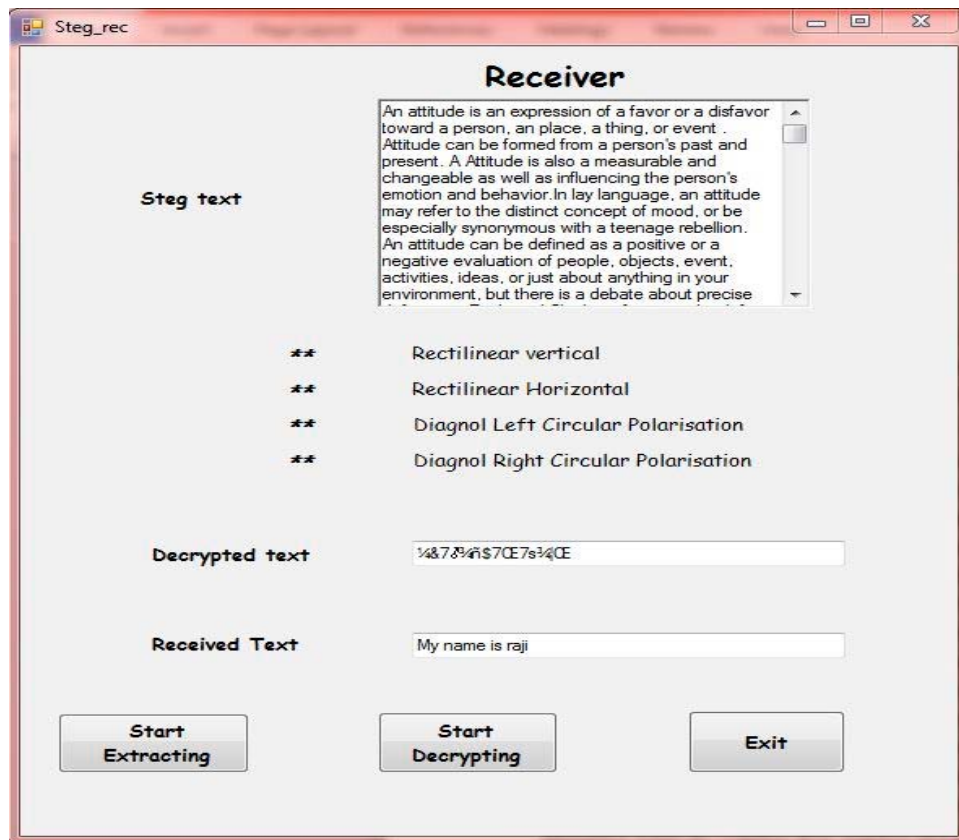 Steg_rec
Receiver
Steg text
An attitude is an expression of a favor or a disfavor
toward a person, an place, a thing, or event .
Attitude can be formed from a person's past and
present. A Attitude is also a measurable and
changeable as well as influencing the person's
emotion and behavior.In lay language, an attitude
may refer to the distinct concept of mood, or be
especially synonymous with a teenage rebellion.
An attitude can be defined as a positive or a
negative evaluation of people, objects, event,
activities, ideas, or just about anything in your
environment, but there is a debate about precise
** Rectilinear vertical
** Rectilinear Horizontal
** Diagnol Left Circular Polarisation
** Diagnol Right Circular Polarisation
Decrypted text
Received Text My name is raji
Start
Extracting
Start
Decrypting
Exit